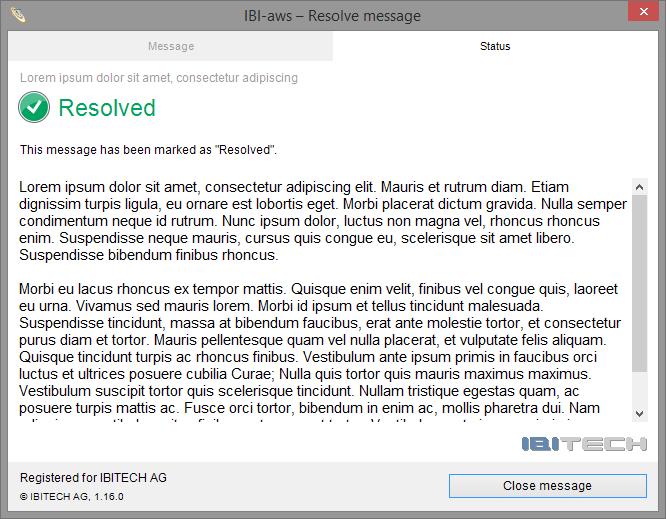 IBI-aws – Resolve message
Message
Status
Lorem ipsum dolor sit amet, consectetur adipiscing
Resolved
This message has been marked as "Resolved".
Lorem ipsum dolor sit amet, consectetur adipiscing elit. Mauris et rutrum diam. Etiam
dignissim turpis ligula, eu ornare est lobortis eget. Morbi placerat dictum gravida. Nulla semper
condimentum neque id rutrum. Nunc ipsum dolor, luctus non magna vel, rhoncus rhoncus
enim. Suspendisse neque mauris, cursus quis congue eu, scelerisque sit amet libero.
Suspendisse bibendum finibus rhoncus.
Morbi eu lacus rhoncus ex tempor mattis. Quisque enim velit, finibus vel congue quis, laoreet
eu urna. Vivamus sed mauris lorem. Morbi id ipsum et tellus tincidunt malesuada.
Suspendisse tincidunt, massa at bibendum faucibus, erat ante molestie tortor, et consectetur
purus diam et tortor. Mauris pellentesque quam vel nulla placerat, et vulputate felis aliquam.
Quisque tincidunt turpis ac rhoncus finibus. Vestibulum ante ipsum primis in faucibus orci
luctus et ultrices posuere cubilia Curae; Nulla quis tortor quis mauris maximus maximus.
Vestibulum suscipit tortor quis scelerisque tincidunt. Nullam tristique egestas quam, ac
posuere turpis mattis ac. Fusce orci tortor, bibendum in enim ac, mollis pharetra dui. Nam
IBITECH
Registered for IBITECH AG
© IBITECH AG, 1.16.0
Close message